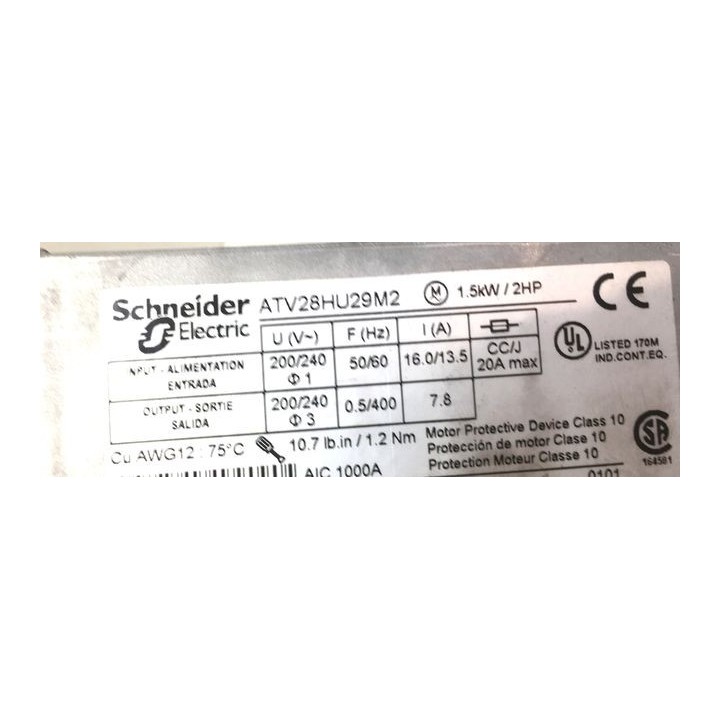 Schneider Electric ATV28HU29M2 M 1.5kW / 2HP CE
U (V~) F (Hz) I (A)
INPUT - ALIMENTATION ENTRADA 200/240 Φ 1 50/60 16.0/13.5 CC/J 20A max
OUTPUT - SORTIE SALIDA 200/240 Φ 3 0.5/400 7.8
UL LISTED 170M
IND.CONT.EQ.
Cu AWG12 : 75°C 10.7 lb.in / 1.2 Nm
Motor Protective Device Class 10
Protección de motor Clase 10
Protection Moteur Classe 10
SA
164581
AIC 1000A
0101